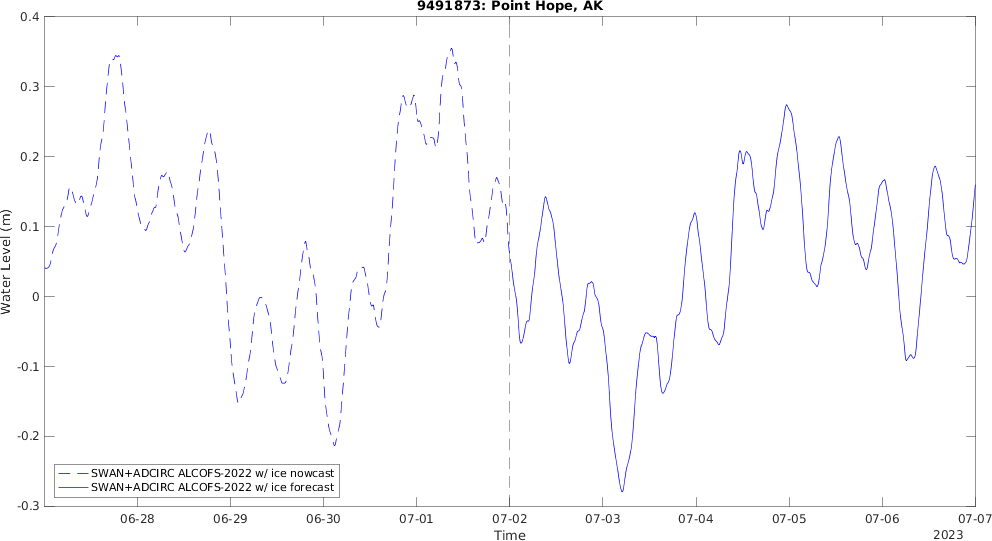 9491873: Point Hope, AK
0.4
0.3
0.2
0.1
0
-0.1
-0.2
-0.3
Water Level (m)
SWAN+ADCIRC ALCOFS-2022 w/ ice nowcast
SWAN+ADCIRC ALCOFS-2022 w/ ice forecast
06-28 06-29 06-30 07-01 07-02 07-03 07-04 07-05 07-06 07-07
Time
2023